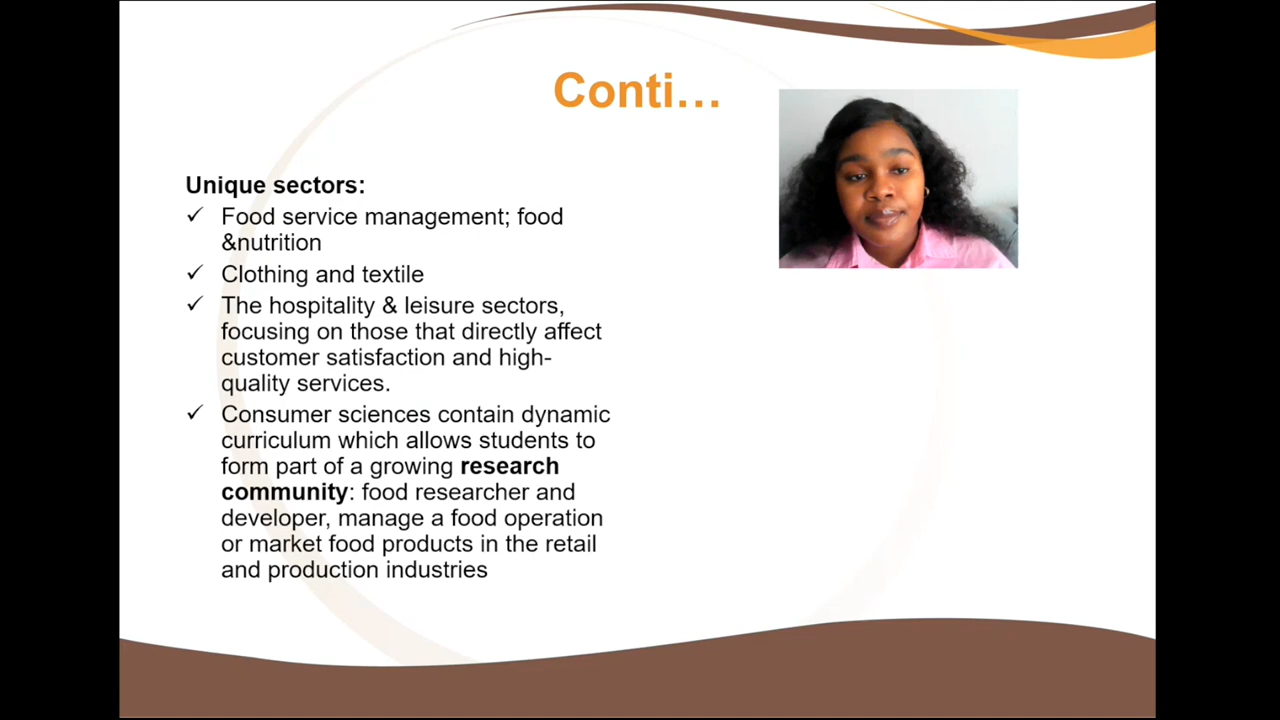 Conti…
Unique sectors:
✓ Food service management; food
&nutrition
✓ Clothing and textile
✓ The hospitality & leisure sectors,
focusing on those that directly affect
customer satisfaction and high-
quality services.
✓ Consumer sciences contain dynamic
curriculum which allows students to
form part of a growing research
community: food researcher and
developer, manage a food operation
or market food products in the retail
and production industries